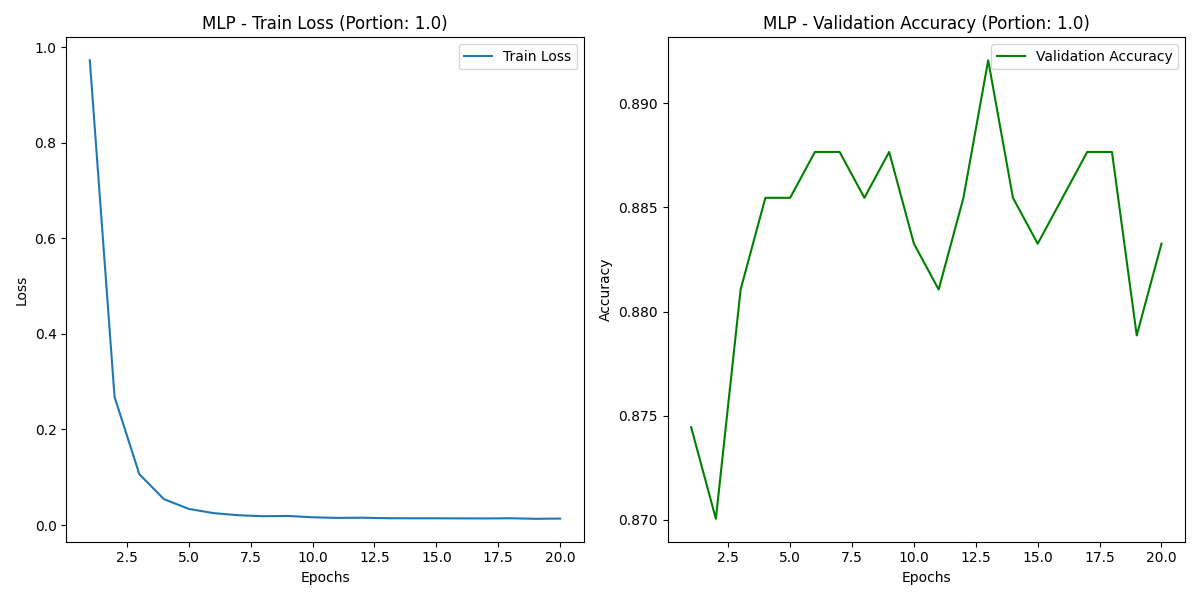 MLP - Train Loss (Portion: 1.0)
Train Loss
1.0
0.8
0.6
0.4
0.2
0.0
Loss
2.5 5.0 7.5 10.0 12.5 15.0 17.5 20.0
Epochs
MLP - Validation Accuracy (Portion: 1.0)
Validation Accuracy
0.890
0.885
0.880
0.875
0.870
Accuracy
2.5 5.0 7.5 10.0 12.5 15.0 17.5 20.0
Epochs